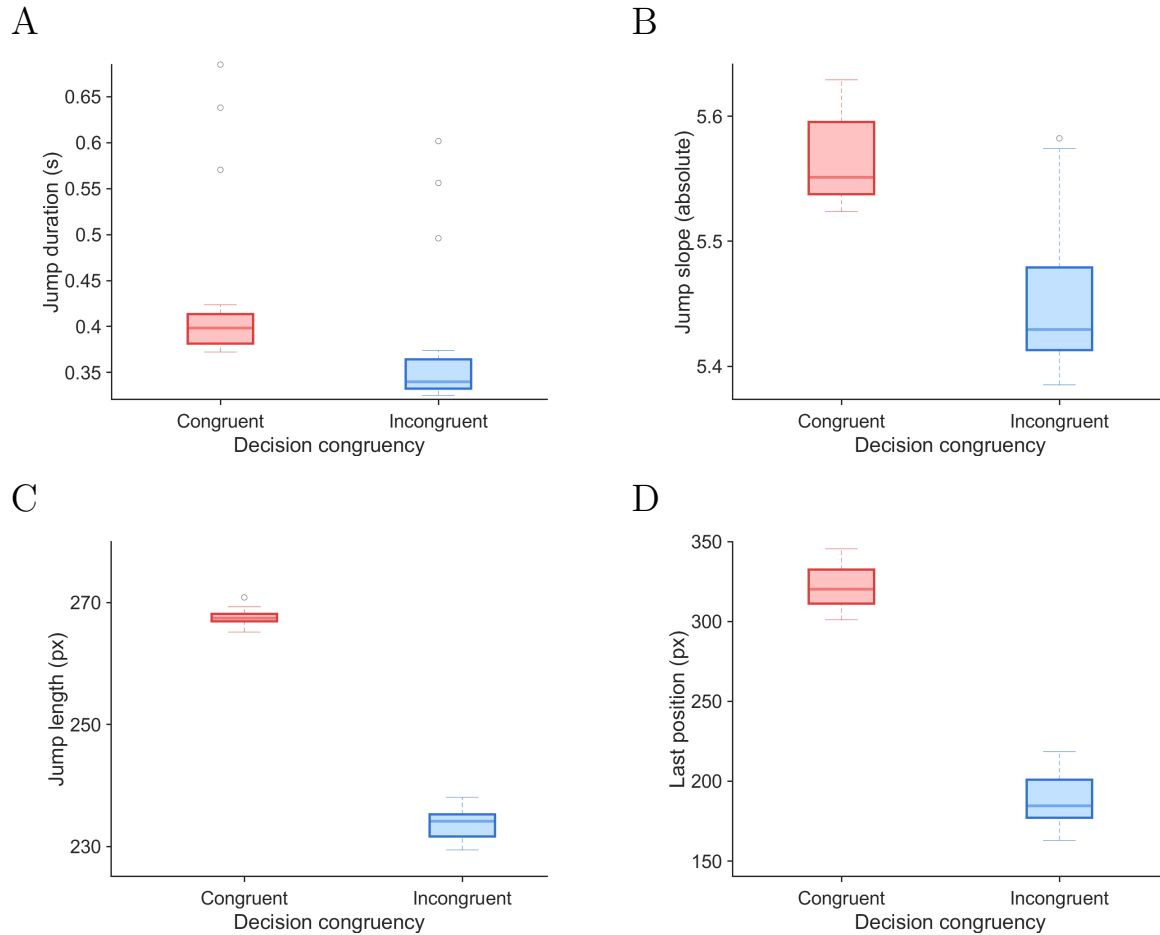 A
Jump duration (s)
0.65
0.6
0.55
0.5
0.45
0.4
0.35
Congruent
Incongruent
Decision congruency
B
Jump slope (absolute)
5.6
5.5
5.4
Congruent
Incongruent
Decision congruency
C
Jump length (px)
270
250
230
Congruent
Incongruent
Decision congruency
D
Last position (px)
350
300
250
200
150
Congruent
Incongruent
Decision congruency